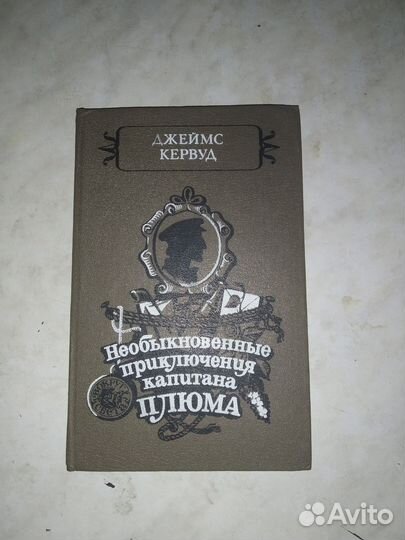 ДЖЕЙМС
КЕРВУД
Необыкновенные
приключения
капитана
ПЛЮМА
Avito